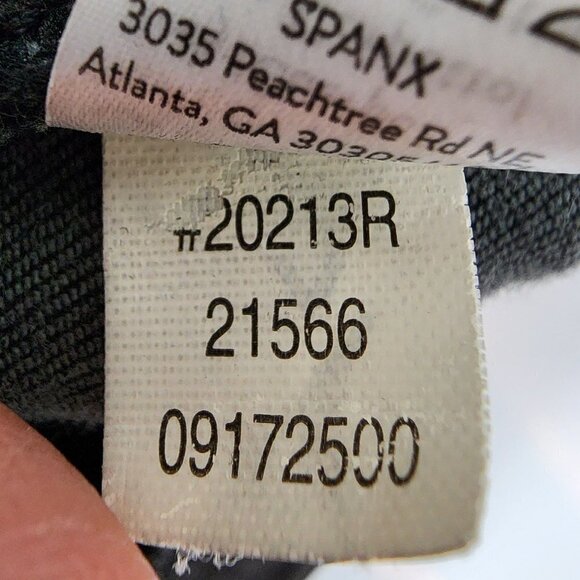 SPANX
3035 Peachtree Rd NE
Atlanta, GA
#20213R
21566
09172500